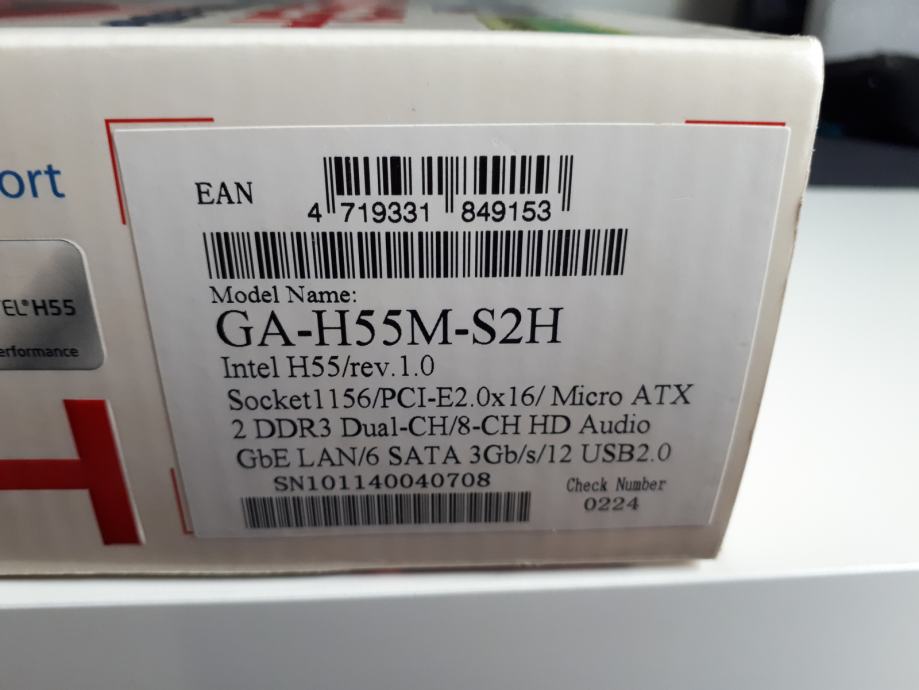 ort
EL® H55
erformance
EAN
4 719331 849153
Model Name:
GA-H55M-S2H
Intel H55/rev.1.0
Socket1156/PCI-E2.0x16/ Micro ATX
2 DDR3 Dual-CH/8-CH HD Audio
GbE LAN/6 SATA 3Gb/s/12 USB2.0
SN101140040708
Check Number
0224